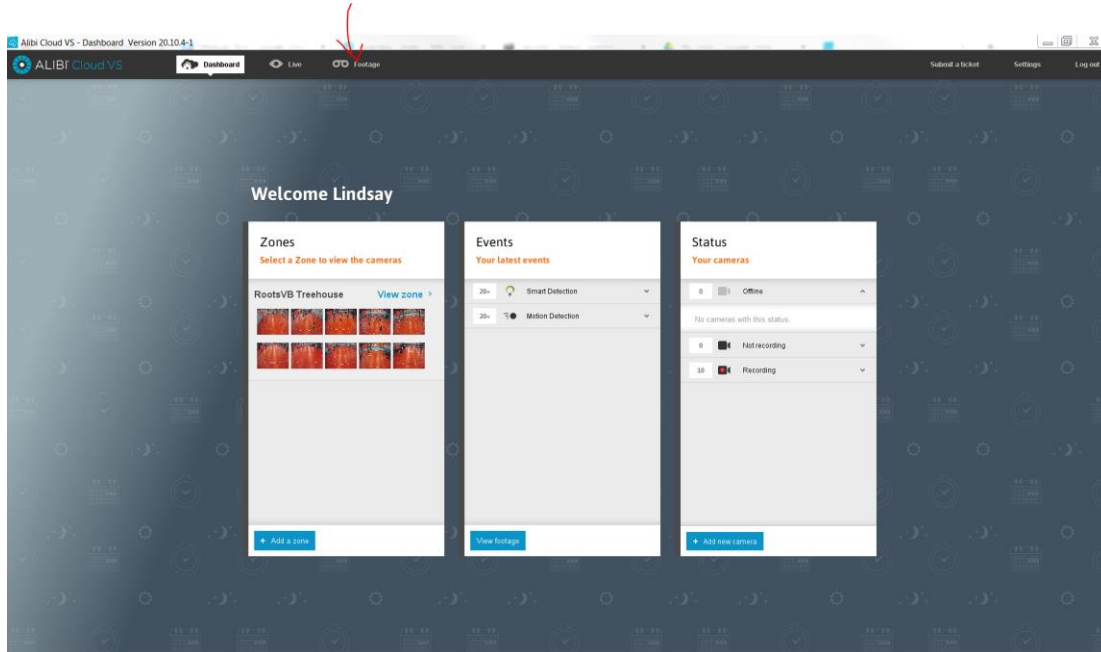 Alibi Cloud VS - Dashboard Version 20.10.4-1
ALIBI Cloud VS Dashboard Live Footage Submit a ticket Settings Log out
Welcome Lindsay
Zones
Select a Zone to view the cameras
RootsVB Treehouse View zone
+ Add a zone
Events
Your latest events
20+ Smart Detection
20+ Motion Detection
View footage
Status
Your cameras
0 Offline
No cameras with this status.
0 Not recording
10 Recording
+ Add new camera